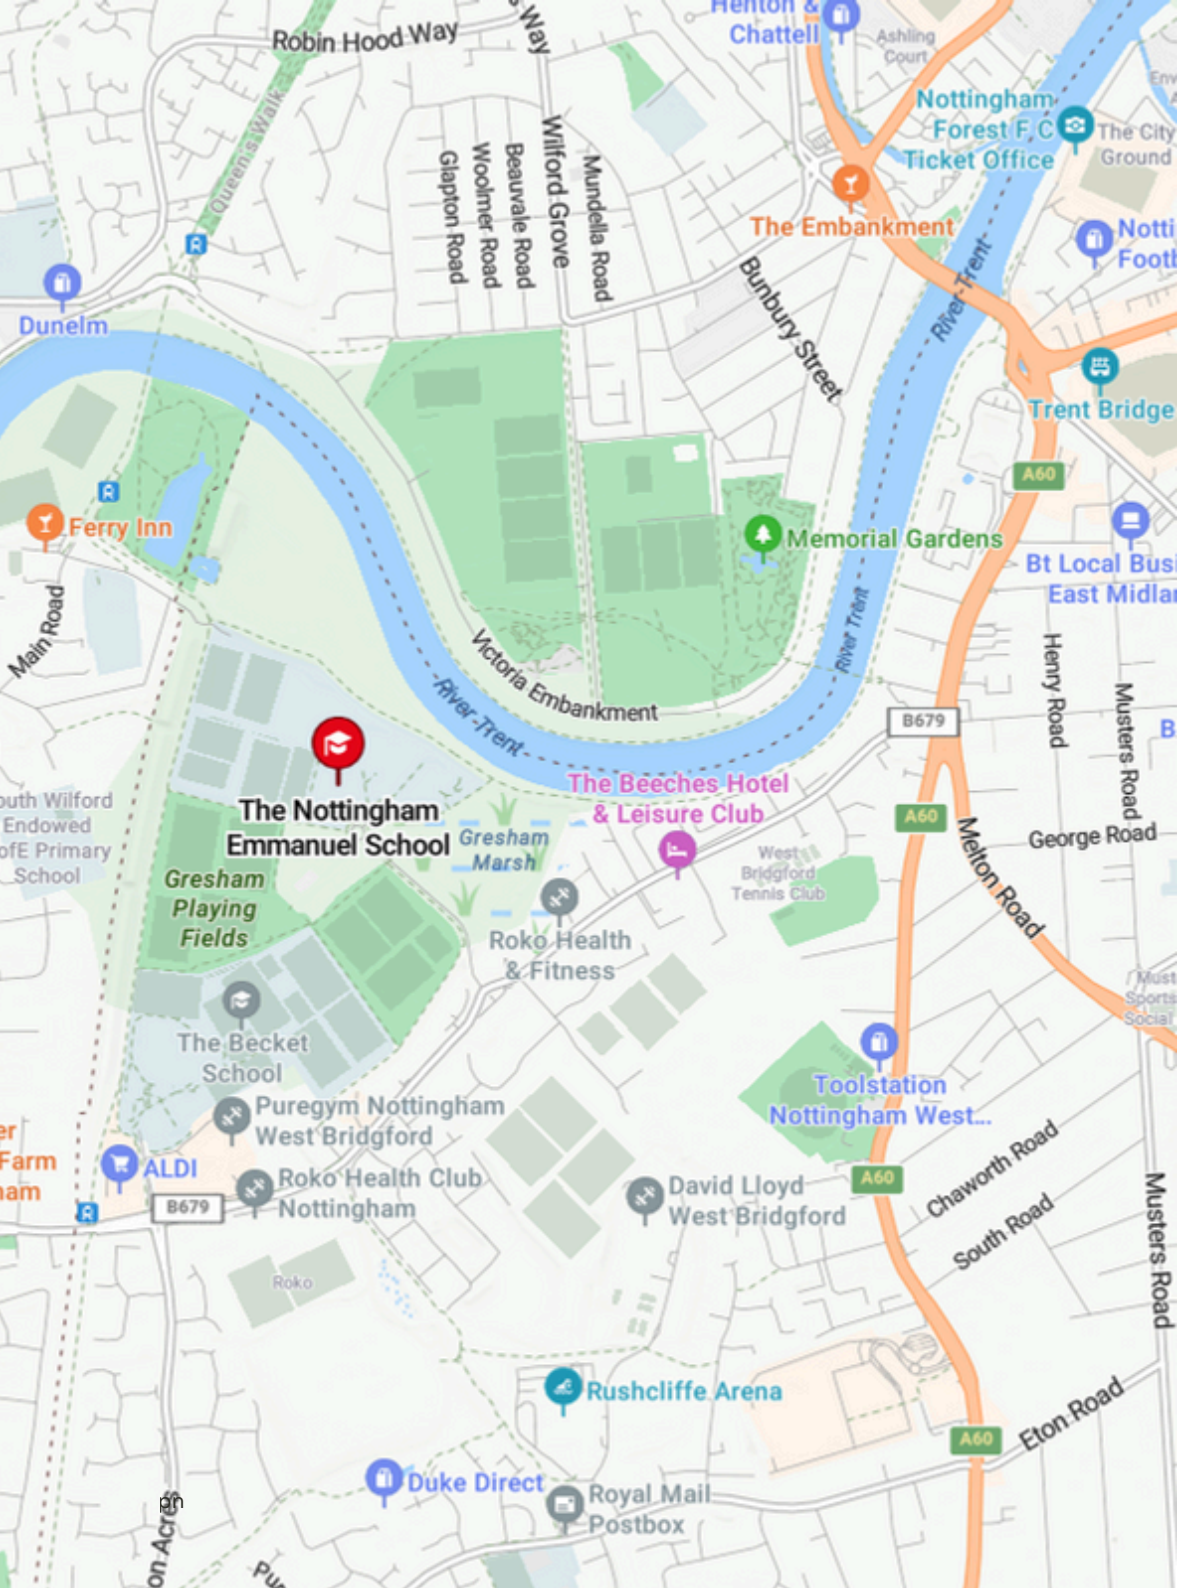 Henton &
Chattell
Ashling
Court
Robin Hood Way
s Way
Nottingham
Forest F.C
Ticket Office
The City
Ground
Queen's Walk
Wilford Grove
Beauvale Road
Woolmer Road
Glapton Road
Mundella Road
The Embankment
Notti
Footb
River Trent
Bunbury Street
Dunelm
Trent Bridge
A60
Ferry Inn
Memorial Gardens
Bt Local Busi
East Midlar
Main Road
River Trent
Victoria Embankment
River Trent
Henry Road
Musters Road
B679
B
The Beeches Hotel
& Leisure Club
The Nottingham
Emmanuel School
outh Wilford
Endowed
ofE Primary
School
Gresham
Marsh
A60
George Road
Melton Road
West
Bridgford
Tennis Club
Gresham
Playing
Fields
Roko Health
& Fitness
Must
Sports
Social
The Becket
School
Toolstation
Nottingham West...
Puregym Nottingham
West Bridgford
er
Farm
ham
ALDI
Roko Health Club
Nottingham
B679
David Lloyd
West Bridgford
A60
Chaworth Road
South Road
Musters Road
Roko
Rushcliffe Arena
Eton Road
A60
Duke Direct
Royal Mail
Postbox
pn
on Acres
Pu